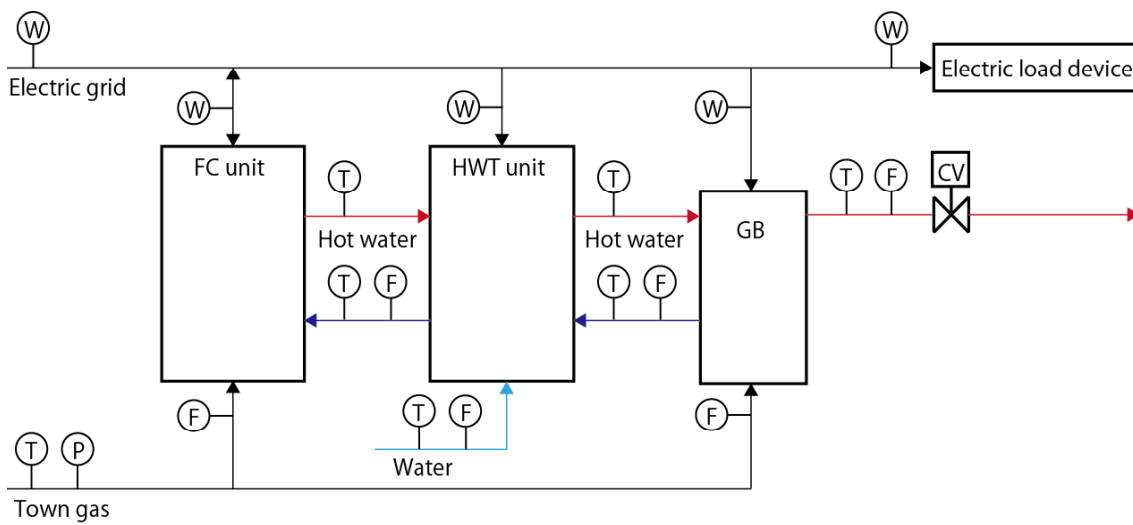 W
W
Electric load device
Electric grid
W
W
W
FC unit
HWT unit
T
T
T
F
CV
Hot water
Hot water
GB
T
F
T
F
F
T
F
F
T
P
Water
Town gas